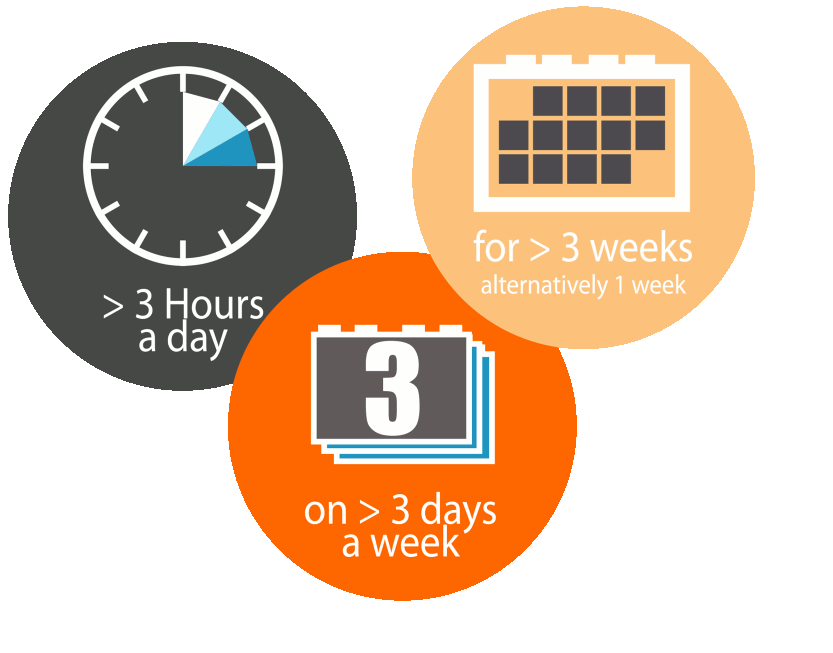 > 3 Hours
a day
for > 3 weeks
alternatively 1 week
3
on > 3 days
a week